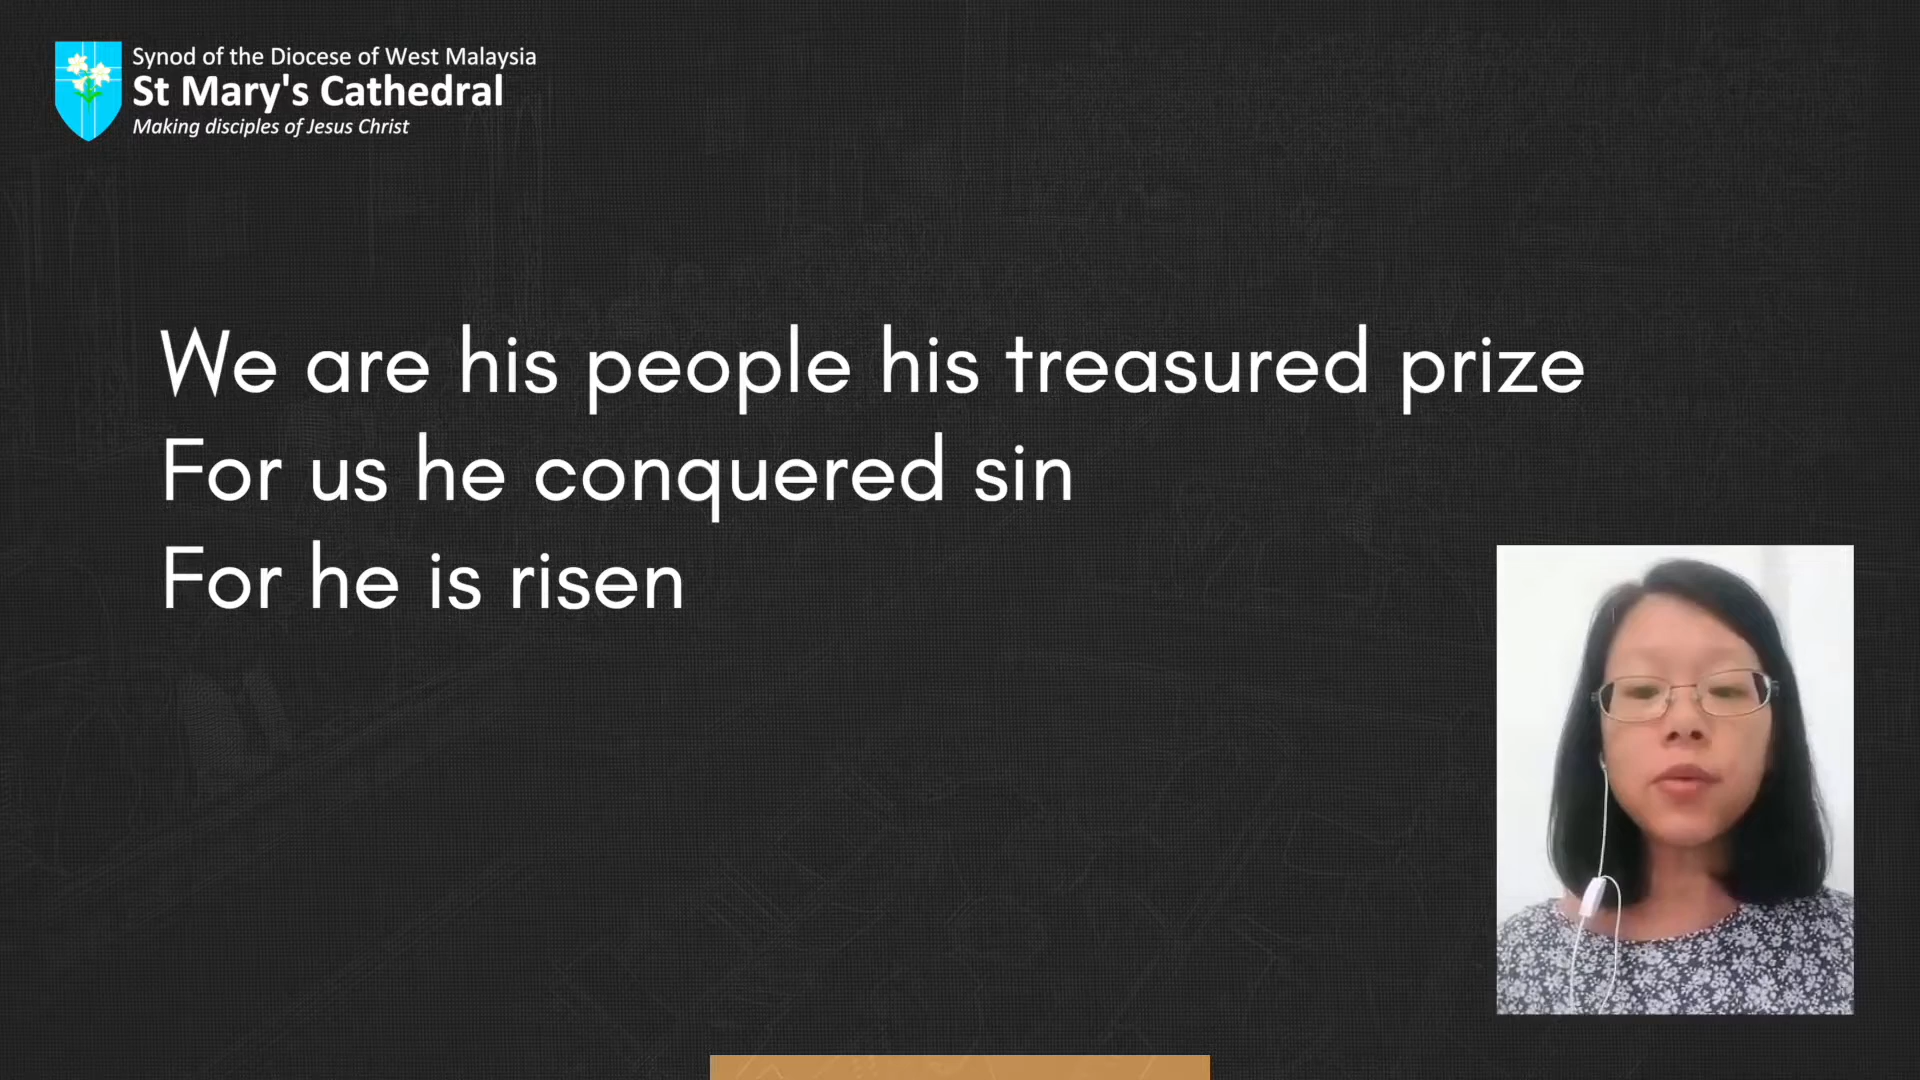 Synod of the Diocese of West Malaysia
St Mary's Cathedral
Making disciples of Jesus Christ
We are his people his treasured prize
For us he conquered sin
For he is risen